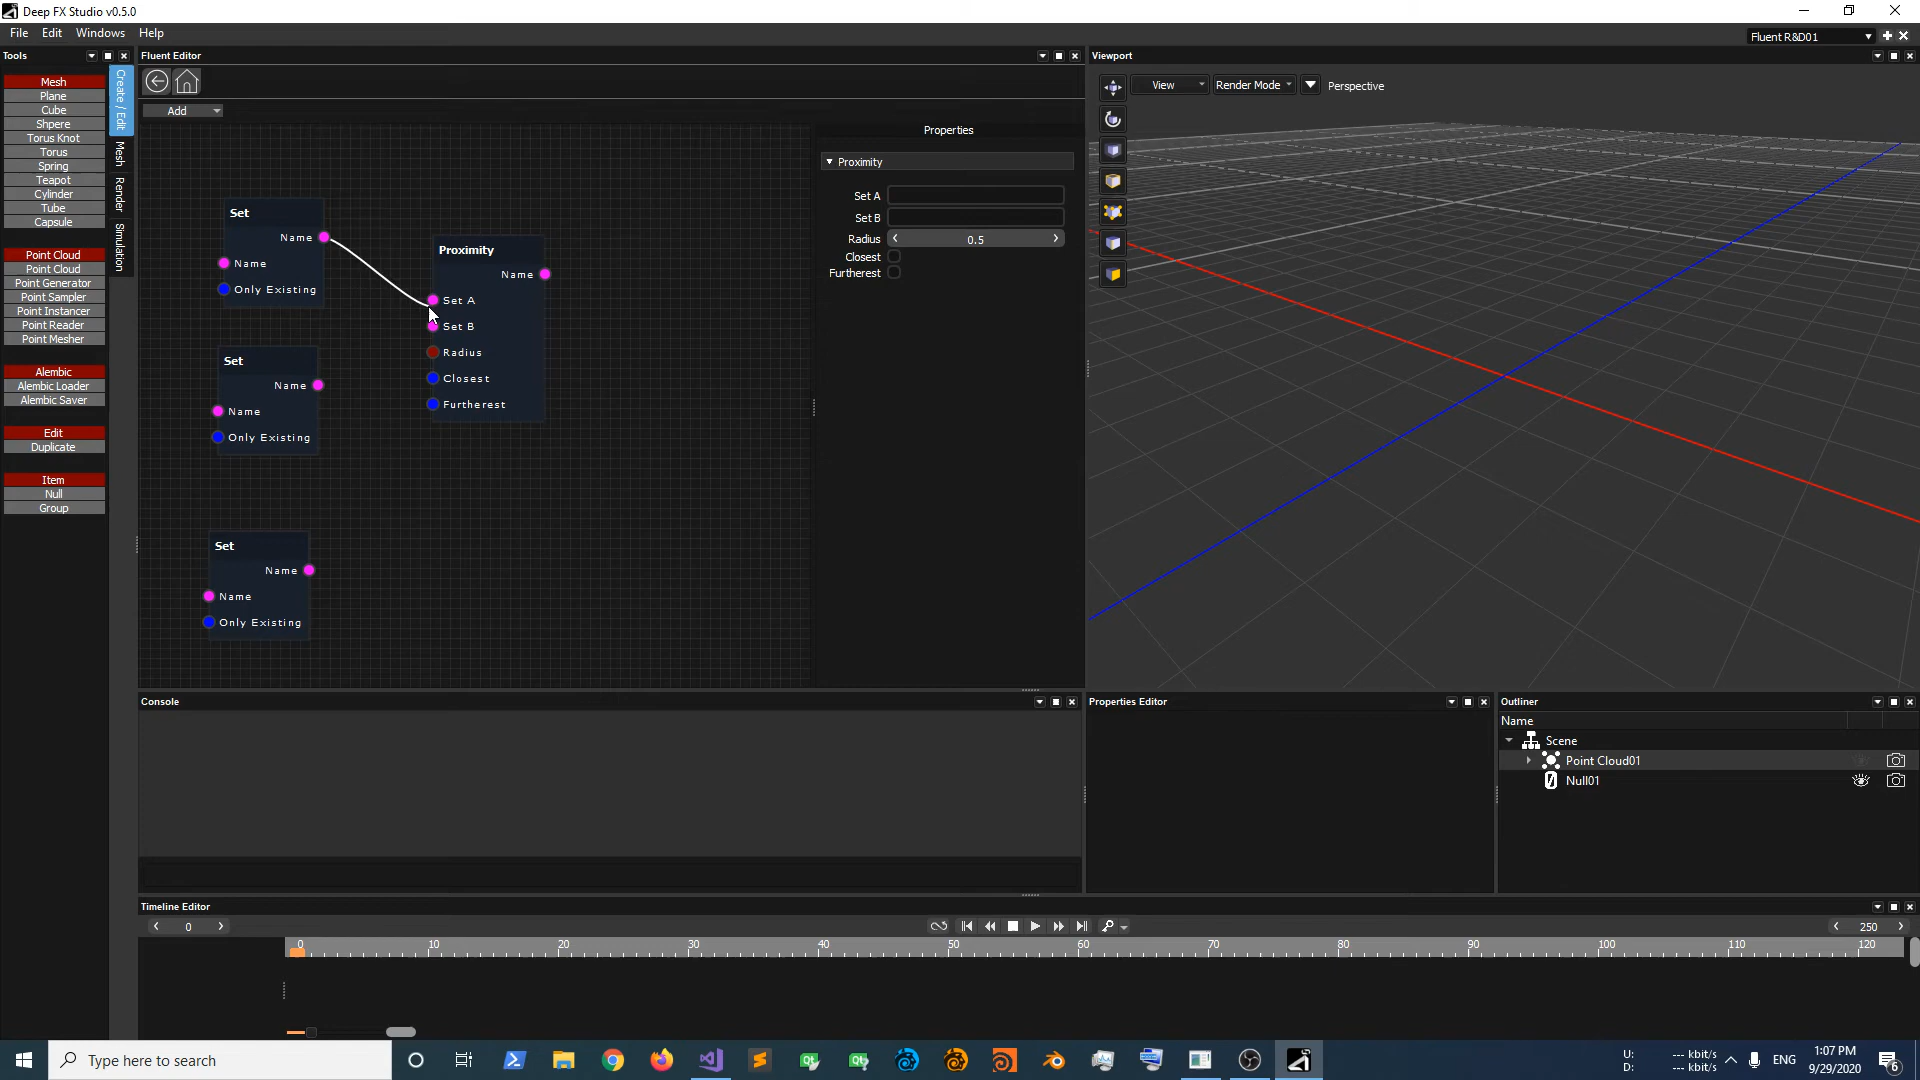 Deep FX Studio v0.5.0
File Edit Windows Help
Fluent R&D01
Tools
Mesh
Plane
Cube
Shpere
Torus Knot
Torus
Spring
Teapot
Cylinder
Tube
Capsule
Point Cloud
Point Cloud
Point Generator
Point Sampler
Point Instancer
Point Reader
Point Mesher
Alembic
Alembic Loader
Alembic Saver
Edit
Duplicate
Item
Null
Group
Create / Edit
Mesh
Render
Simulation
Fluent Editor
Add
Set
Name
Name
Only Existing
Set
Name
Name
Only Existing
Set
Name
Name
Only Existing
Proximity
Name
Set A
Set B
Radius
Closest
Furtherest
Properties
Proximity
Set A
Set B
Radius 0.5
Closest
Furtherest
Viewport
View Render Mode Perspective
Console
Properties Editor
Outliner
Name
Scene
Point Cloud01
Null01
Timeline Editor
0
250
0 10 20 30 40 50 60 70 80 90 100 110 120
Type here to search
U: --- kbit/s
D: --- kbit/s
ENG
1:07 PM
9/29/2020
6